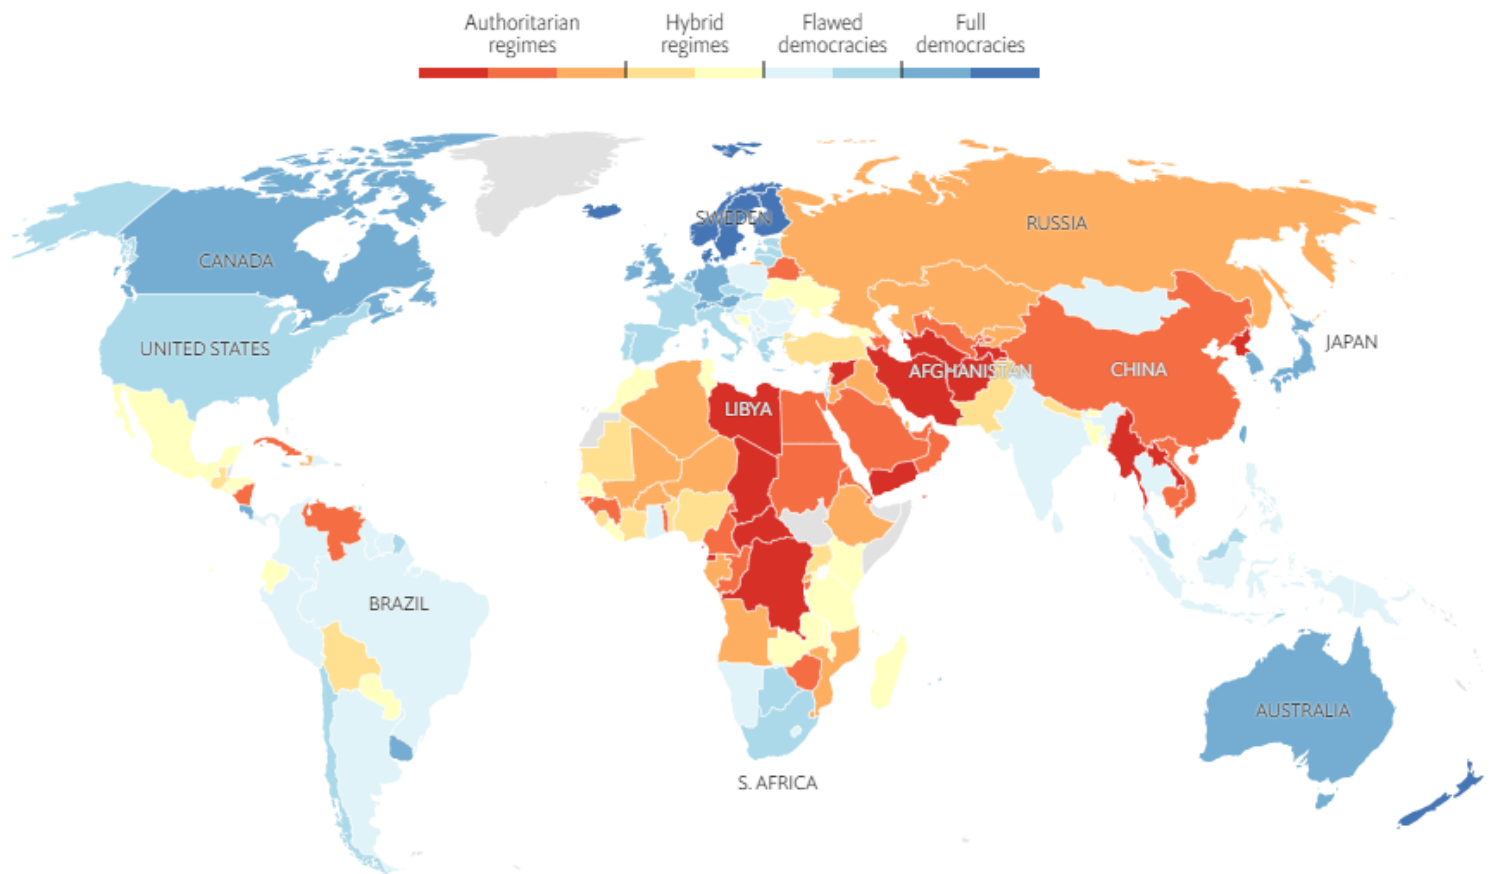 Authoritarian
regimes
Hybrid
regimes
Flawed
democracies
Full
democracies
SWEDEN
RUSSIA
CANADA
UNITED STATES
JAPAN
AFGHANISTAN
CHINA
LIBYA
BRAZIL
AUSTRALIA
S. AFRICA